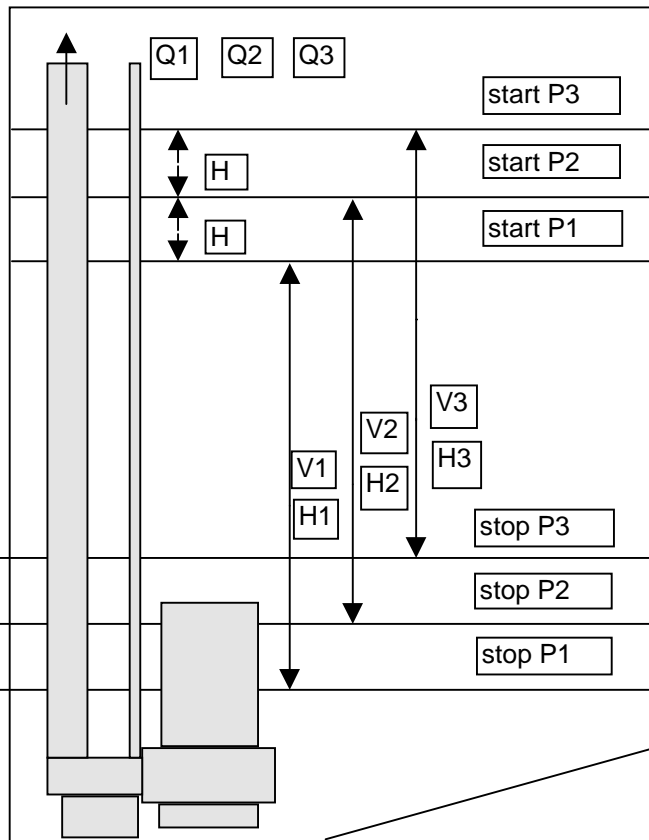 Q1 Q2 Q3
start P3
H
start P2
H
start P1
V3
V2
H3
V1
H2
H1
stop P3
stop P2
stop P1